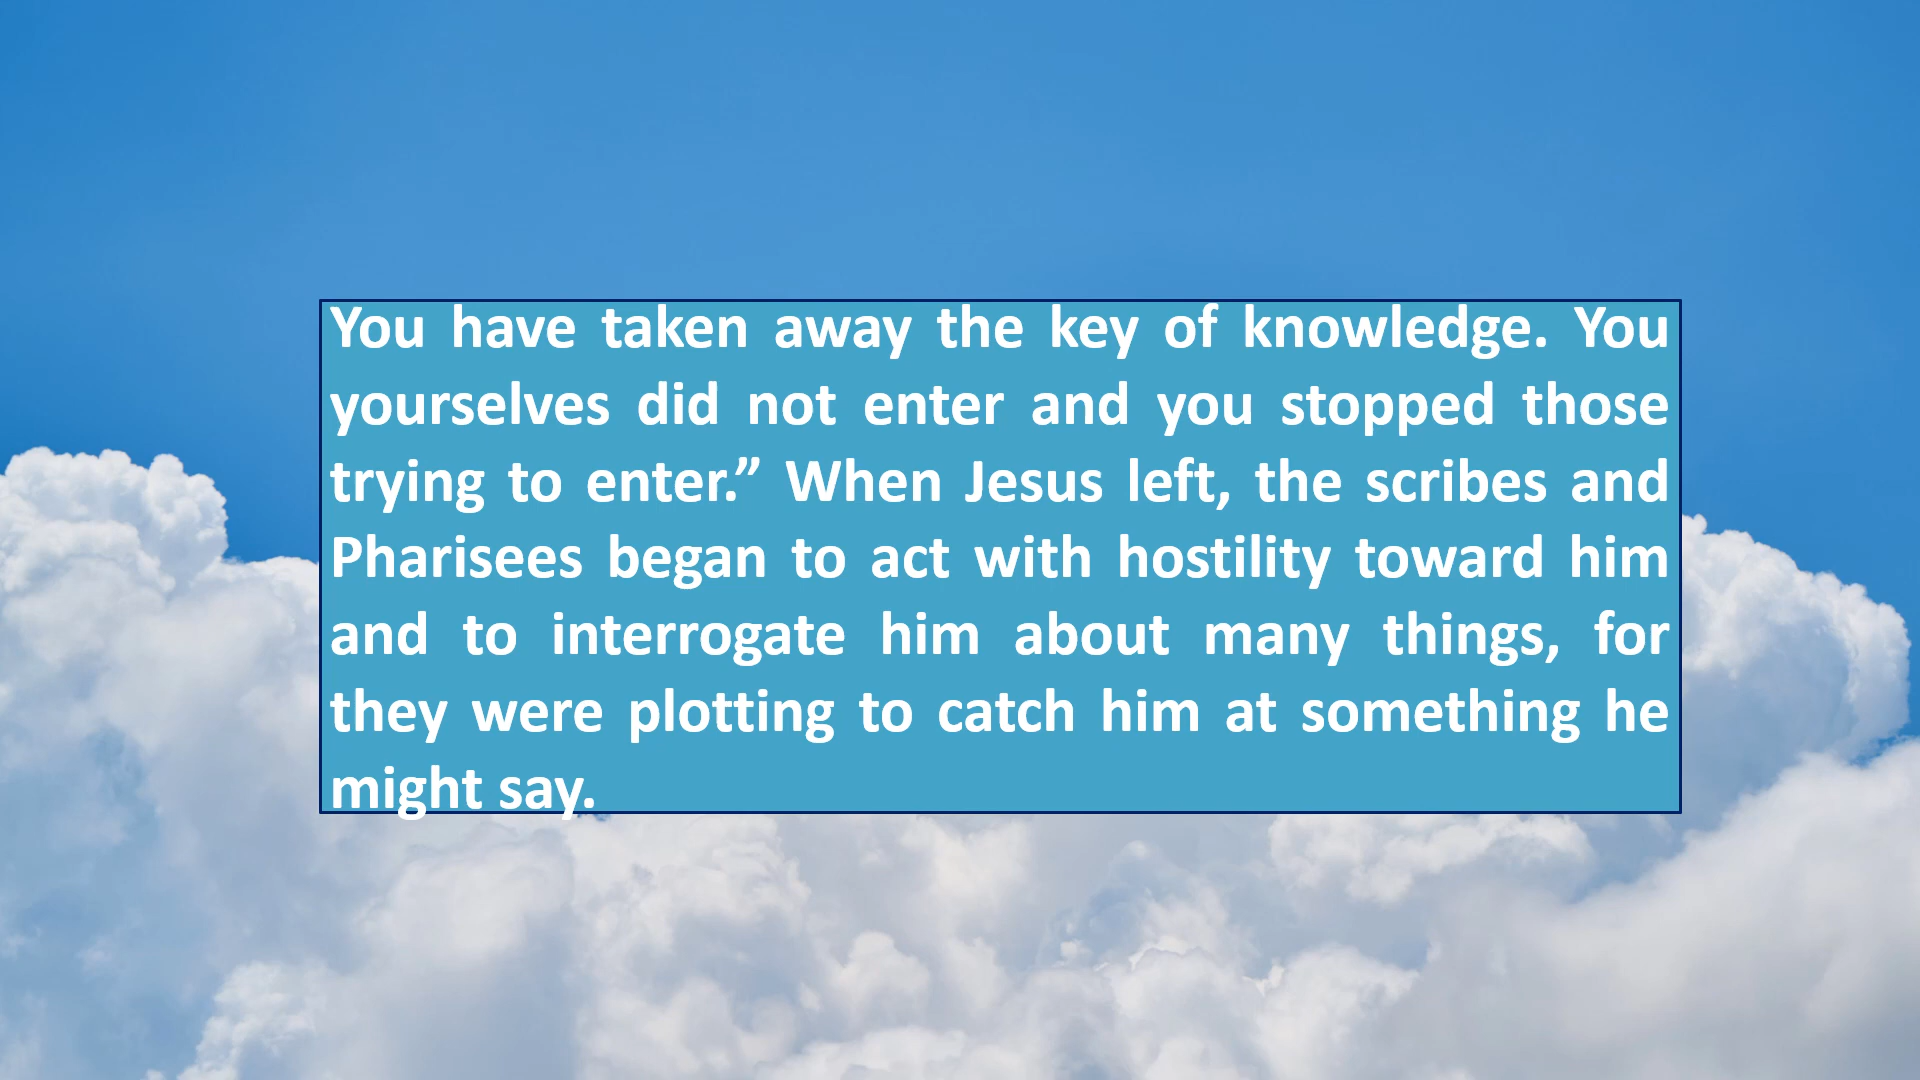 You have taken away the key of knowledge. You
yourselves did not enter and you stopped those
trying to enter.” When Jesus left, the scribes and
Pharisees began to act with hostility toward him
and to interrogate him about many things, for
they were plotting to catch him at something he
might say.